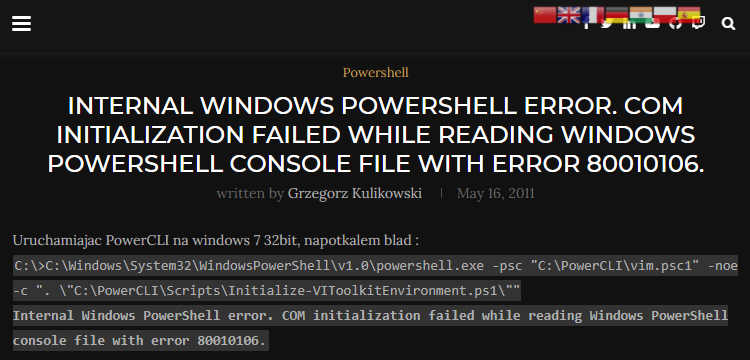 Powershell
INTERNAL WINDOWS POWERSHELL ERROR. COM
INITIALIZATION FAILED WHILE READING WINDOWS
POWERSHELL CONSOLE FILE WITH ERROR 80010106.
written by Grzegorz Kulikowski | May 16, 2011
Uruchamiajac PowerCLI na windows 7 32bit, napotkalem blad :
C:\>C:\Windows\System32\WindowsPowerShell\v1.0\powershell.exe -psc "C:\PowerCLI\vim.psc1" -noe
-c ". \"C:\PowerCLI\Scripts\Initialize-VIToolkitEnvironment.ps1\""
Internal Windows PowerShell error. COM initialization failed while reading Windows PowerShell
console file with error 80010106.